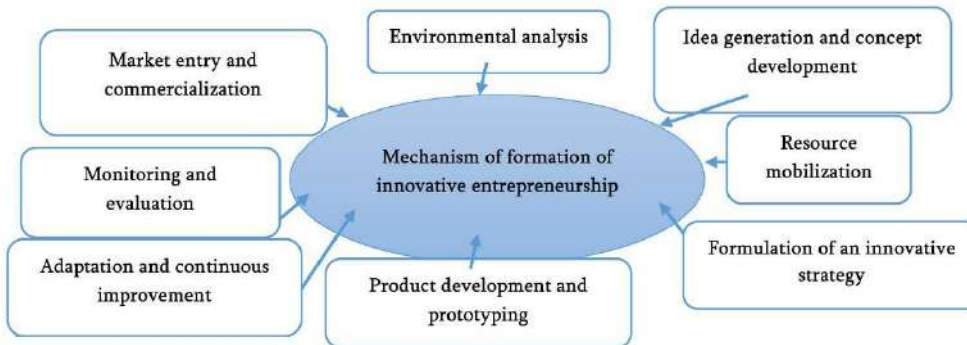 Environmental analysis
Idea generation and concept
development
Market entry and
commercialization
Mechanism of formation of
innovative entrepreneurship
Resource
mobilization
Monitoring and
evaluation
Formulation of an innovative
strategy
Adaptation and continuous
improvement
Product development and
prototyping